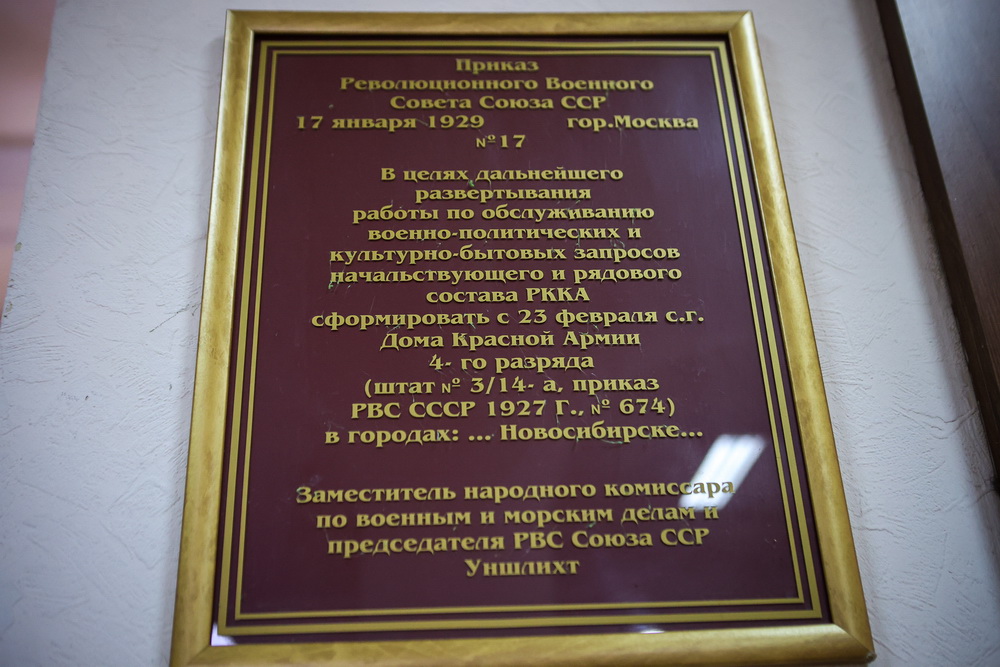 Приказ
Революционного Военного
Совета Союза ССР
17 января 1929 гор.Москва
№17
В целях дальнейшего
развертывания
работы по обслуживанию
военно-политических и
культурно-бытовых запросов
начальствующего и рядового
состава РККА
сформировать с 23 февраля с.г.
Дома Красной Армии
4- го разряда
(штат № 3/14- а, приказ
РВС СССР 1927 Г., № 674)
в городах: ... Новосибирске...
Заместитель народного комиссара
по военным и морским делам и
председателя РВС Союза ССР
Уншлихт